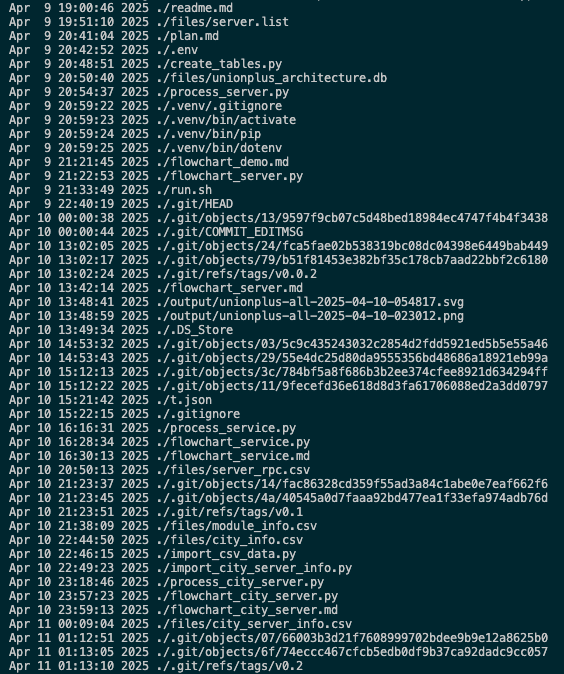 Apr  9 19:00:46 2025 ./readme.md
Apr  9 19:51:10 2025 ./files/server.list
Apr  9 20:41:04 2025 ./plan.md
Apr  9 20:42:52 2025 ./.env
Apr  9 20:48:51 2025 ./create_tables.py
Apr  9 20:50:40 2025 ./files/unionplus_architecture.db
Apr  9 20:54:37 2025 ./process_server.py
Apr  9 20:59:22 2025 ./.venv/.gitignore
Apr  9 20:59:23 2025 ./.venv/bin/activate
Apr  9 20:59:24 2025 ./.venv/bin/pip
Apr  9 20:59:25 2025 ./.venv/bin/dotenv
Apr  9 21:21:45 2025 ./flowchart_demo.md
Apr  9 21:22:53 2025 ./flowchart_server.py
Apr  9 21:33:49 2025 ./run.sh
Apr  9 22:40:19 2025 ./.git/HEAD
Apr 10 00:00:38 2025 ./.git/objects/13/9597f9cb07c5d48bed18984ec4747f4b4f3438
Apr 10 00:00:44 2025 ./.git/COMMIT_EDITMSG
Apr 10 13:02:05 2025 ./.git/objects/24/fca5fae02b538319bc08dc04398e6449bab449
Apr 10 13:02:17 2025 ./.git/objects/79/b51f81453e382bf35c178cb7aad22bbf2c6180
Apr 10 13:02:24 2025 ./.git/refs/tags/v0.0.2
Apr 10 13:42:14 2025 ./flowchart_server.md
Apr 10 13:48:41 2025 ./output/unionplus-all-2025-04-10-054817.svg
Apr 10 13:48:59 2025 ./output/unionplus-all-2025-04-10-023012.png
Apr 10 13:49:34 2025 ./.DS_Store
Apr 10 14:53:32 2025 ./.git/objects/03/5c9c435243032c2854d2fdd5921ed5b5e55a46
Apr 10 14:53:43 2025 ./.git/objects/29/55e4dc25d80da9555356bd48686a18921eb99a
Apr 10 15:12:13 2025 ./.git/objects/3c/784bf5a8f686b3b2ee374cfee8921d634294ff
Apr 10 15:12:22 2025 ./.git/objects/11/9fecefd36e618d8d3fa61706088ed2a3dd0797
Apr 10 15:21:42 2025 ./t.json
Apr 10 15:22:15 2025 ./.gitignore
Apr 10 16:16:31 2025 ./process_service.py
Apr 10 16:28:34 2025 ./flowchart_service.py
Apr 10 16:30:13 2025 ./flowchart_service.md
Apr 10 20:50:13 2025 ./files/server_rpc.csv
Apr 10 21:23:37 2025 ./.git/objects/14/fac86328cd359f55ad3a84c1abe0e7eaf662f6
Apr 10 21:23:45 2025 ./.git/objects/4a/40545a0d7faaa92bd477ea1f33efa974adb76d
Apr 10 21:23:51 2025 ./.git/refs/tags/v0.1
Apr 10 21:38:09 2025 ./files/module_info.csv
Apr 10 22:44:50 2025 ./files/city_info.csv
Apr 10 22:46:15 2025 ./import_csv_data.py
Apr 10 22:49:23 2025 ./import_city_server_info.py
Apr 10 23:18:46 2025 ./process_city_server.py
Apr 10 23:57:23 2025 ./flowchart_city_server.py
Apr 10 23:59:13 2025 ./flowchart_city_server.md
Apr 11 00:09:04 2025 ./files/city_server_info.csv
Apr 11 01:12:51 2025 ./.git/objects/07/66003b3d21f7608999702bdee9b9e12a8625b0
Apr 11 01:13:05 2025 ./.git/objects/6f/74eccc467cfcb5edb0df9b37ca92dadc9cc057
Apr 11 01:13:10 2025 ./.git/refs/tags/v0.2